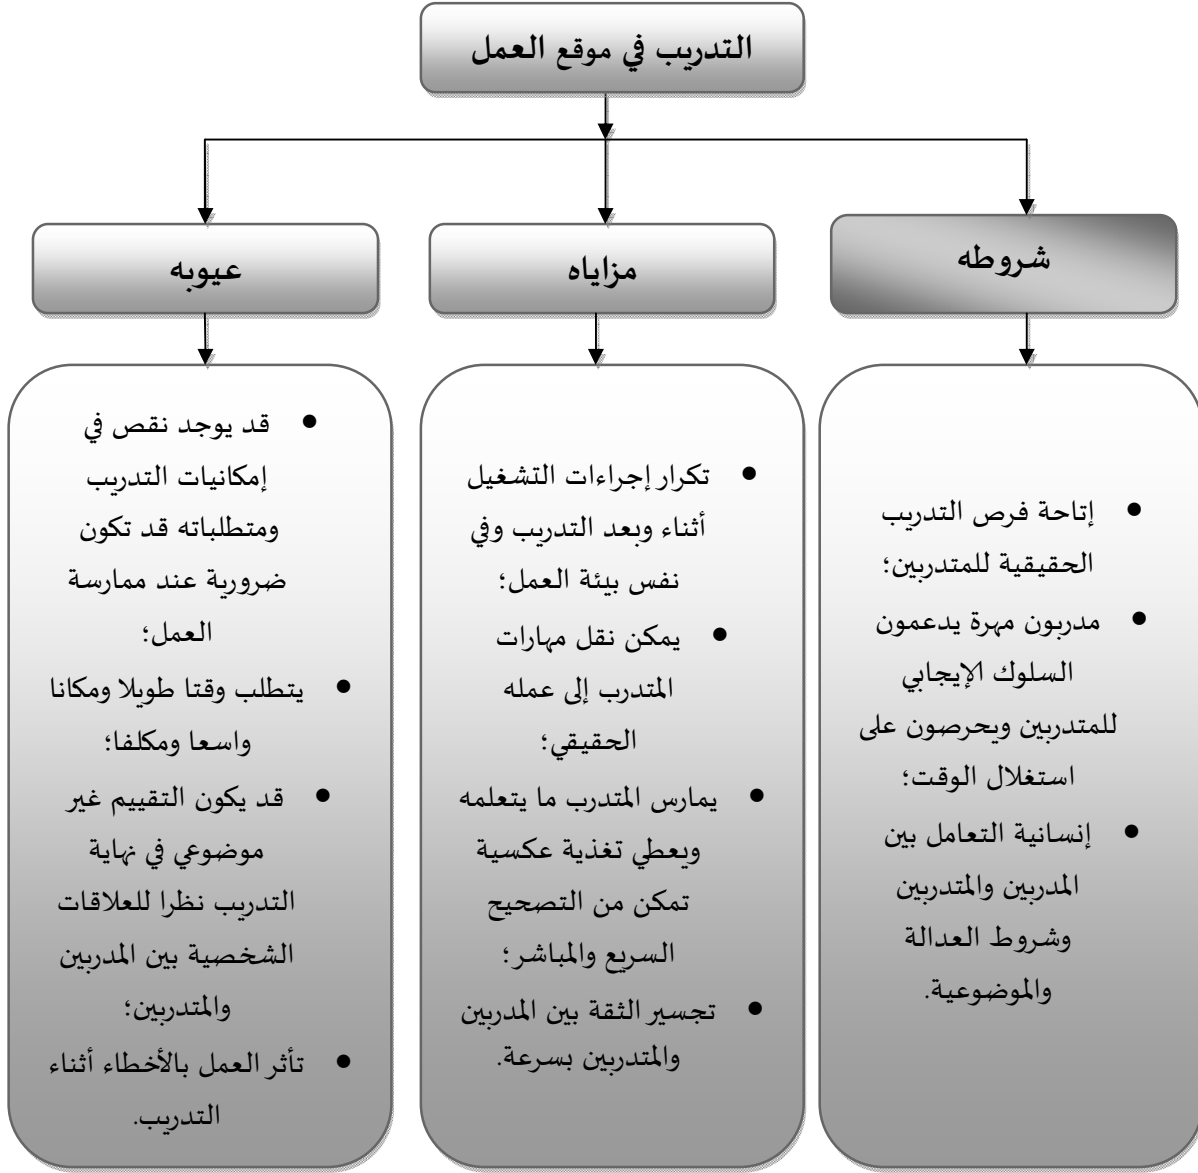 التدريب في موقع العمل
شروطه
مزاياه
عيوبه
● إتاحة فرص التدريب
الحقيقية للمتدربين؛
● مدربون مهرة يدعمون
السلوك الإيجابي
للمتدربين ويحرصون على
استغلال الوقت؛
● إنسانية التعامل بين
المدربين والمتدربين
وشروط العدالة
والموضوعية.
● تكرار إجراءات التشغيل
أثناء وبعد التدريب وفي
نفس بيئة العمل؛
● يمكن نقل مهارات
المتدرب إلى عمله
الحقيقي؛
● يمارس المتدرب ما يتعلمه
ويعطي تغذية عكسية
تمكن من التصحيح
السريع والمباشر؛
● تجسير الثقة بين المدربين
والمتدربين بسرعة.
● قد يوجد نقص في
إمكانيات التدريب
ومتطلباته قد تكون
ضرورية عند ممارسة
العمل؛
● يتطلب وقتا طويلا ومكانا
واسعا ومكلفا؛
● قد يكون التقييم غير
موضوعي في نهاية
التدريب نظرا للعلاقات
الشخصية بين المدربين
والمتدربين؛
● تأثر العمل بالأخطاء أثناء
التدريب.